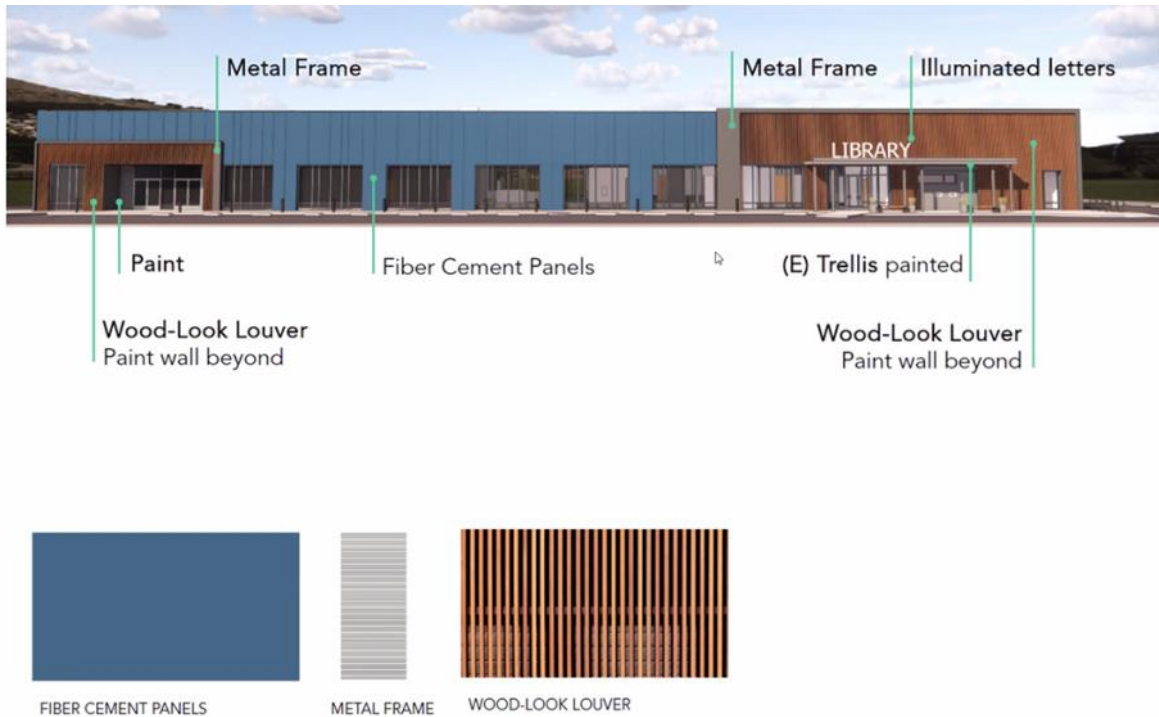 Metal Frame
Metal Frame
Illuminated letters
LIBRARY
Paint
Fiber Cement Panels
(E) Trellis painted
Wood-Look Louver
Paint wall beyond
Wood-Look Louver
Paint wall beyond
FIBER CEMENT PANELS
METAL FRAME
WOOD-LOOK LOUVER